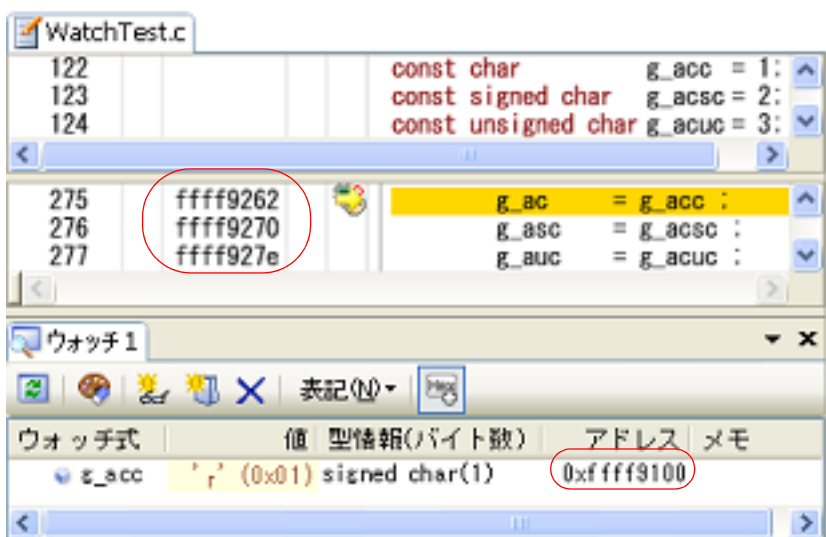 WatchTest.c
122 const char g_acc = 1;
123 const signed char g_acsc = 2;
124 const unsigned char g_acuc = 3;
275 ffff9262 g_ac = g_acc ;
276 ffff9270 g_asc = g_acsc ;
277 ffff927e g_auc = g_acuc ;
ウォッチ1
表記(N) Hex
ウォッチ式 値 型情報(バイト数) アドレス メモ
g_acc '┌' (0x01) signed char(1) 0xffff9100